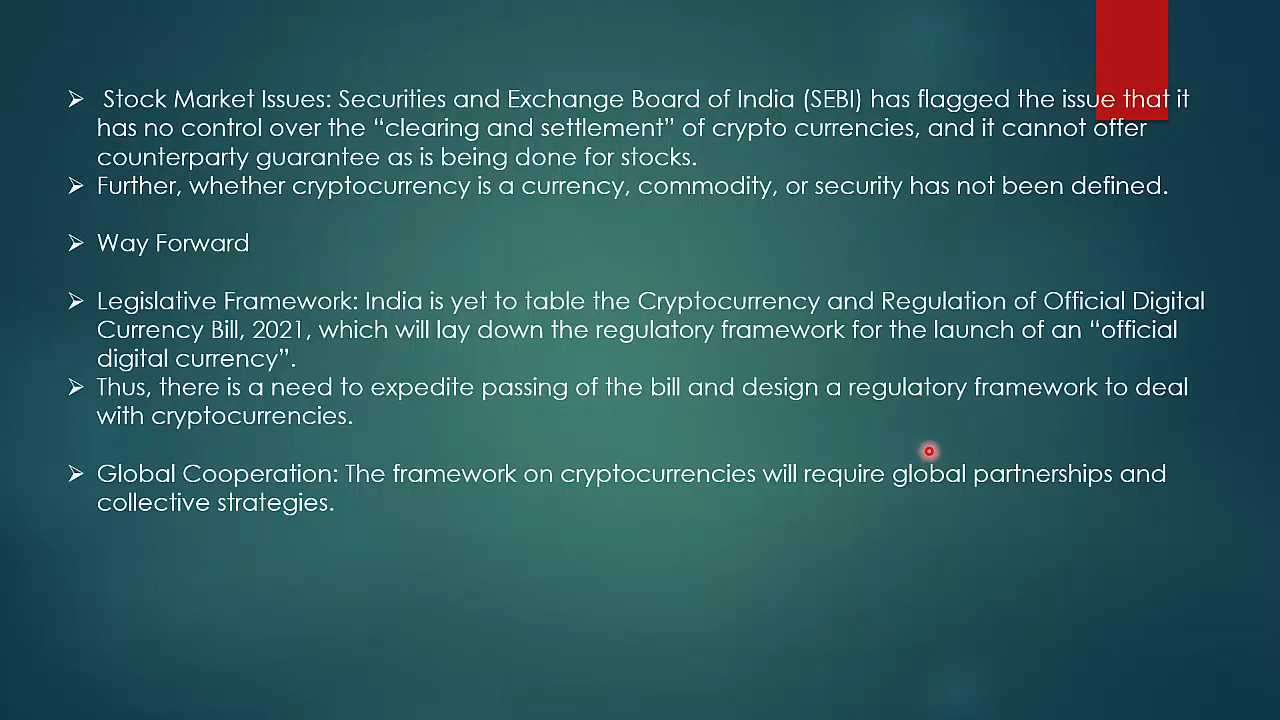 ➢ Stock Market Issues: Securities and Exchange Board of India (SEBI) has flagged the issue that it
has no control over the “clearing and settlement” of crypto currencies, and it cannot offer
counterparty guarantee as is being done for stocks.
➢ Further, whether cryptocurrency is a currency, commodity, or security has not been defined.
➢ Way Forward
➢ Legislative Framework: India is yet to table the Cryptocurrency and Regulation of Official Digital
Currency Bill, 2021, which will lay down the regulatory framework for the launch of an “official
digital currency”.
➢ Thus, there is a need to expedite passing of the bill and design a regulatory framework to deal
with cryptocurrencies.
➢ Global Cooperation: The framework on cryptocurrencies will require global partnerships and
collective strategies.